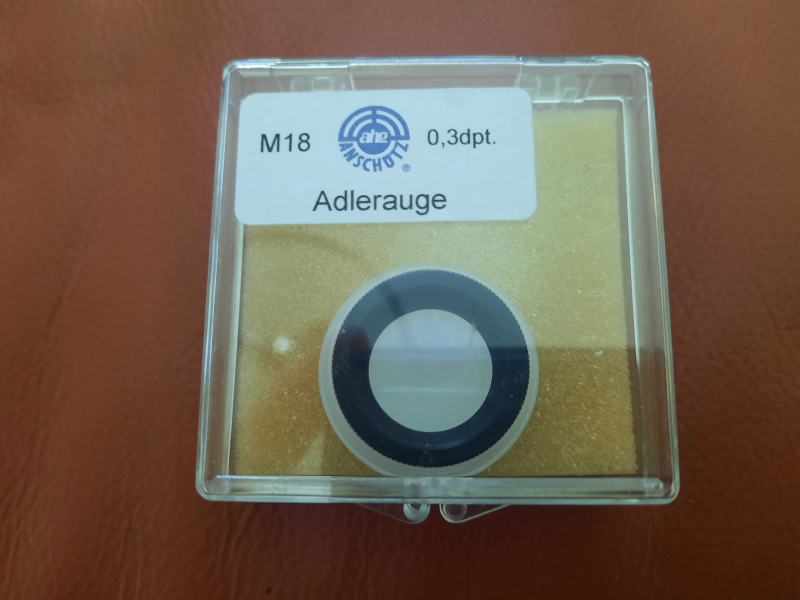 M18 ahg 0,3dpt.
ANSCHÜTZ ®
Adlerauge